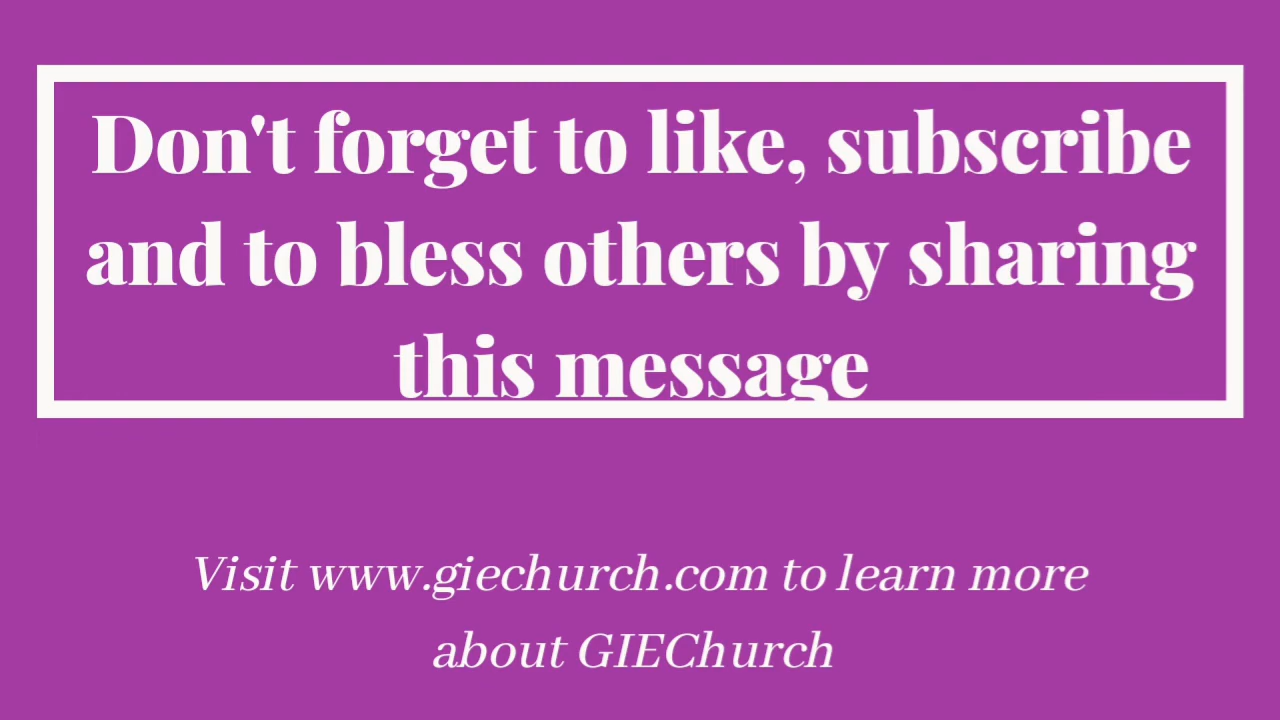 Don't forget to like, subscribe
and to bless others by sharing
this message
Visit www.giechurch.com to learn more
about GIEChurch